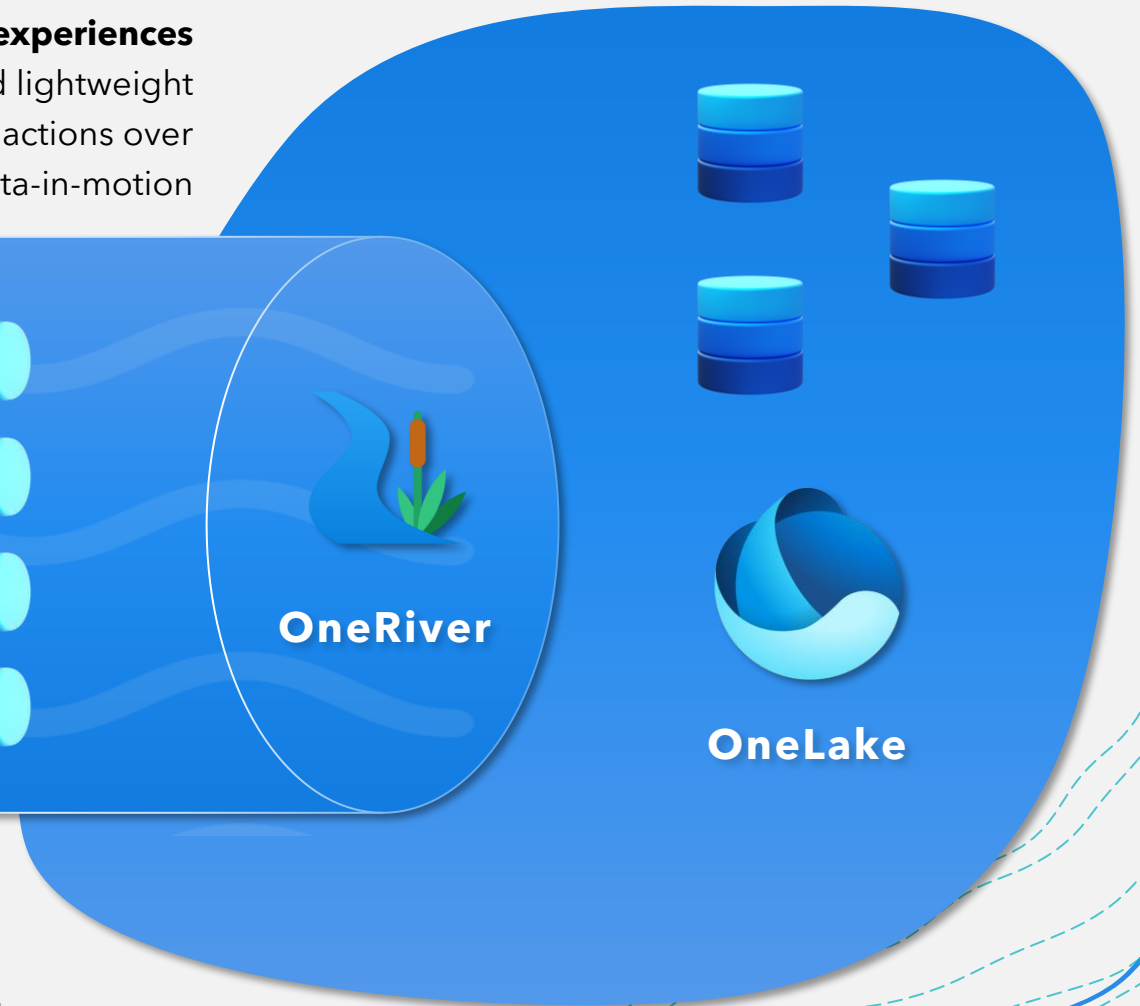 experiences
lightweight
actions over
ta-in-motion
OneRiver
OneLake